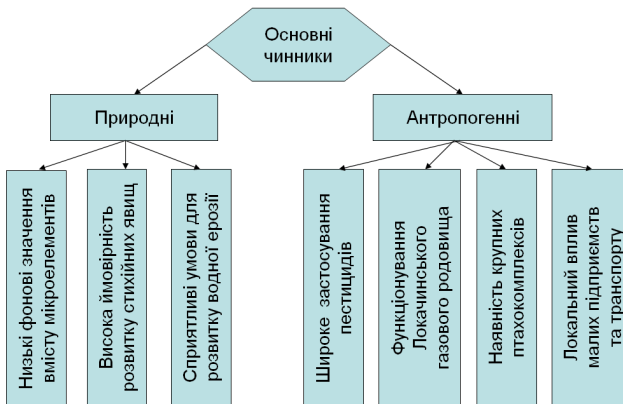 Основні
чинники
Природні
Антропогенні
Низькі фонові значення
вмісту мікроелементів
Висока ймовірність
розвитку стихійних явищ
Сприятливі умови для
розвитку водної ерозії
Широке застосування
пестицидів
Функціонування
Локачинського
газового родовища
Наявність крупних
птахокомплексів
Локальний вплив
малих підприємств
та транспорту